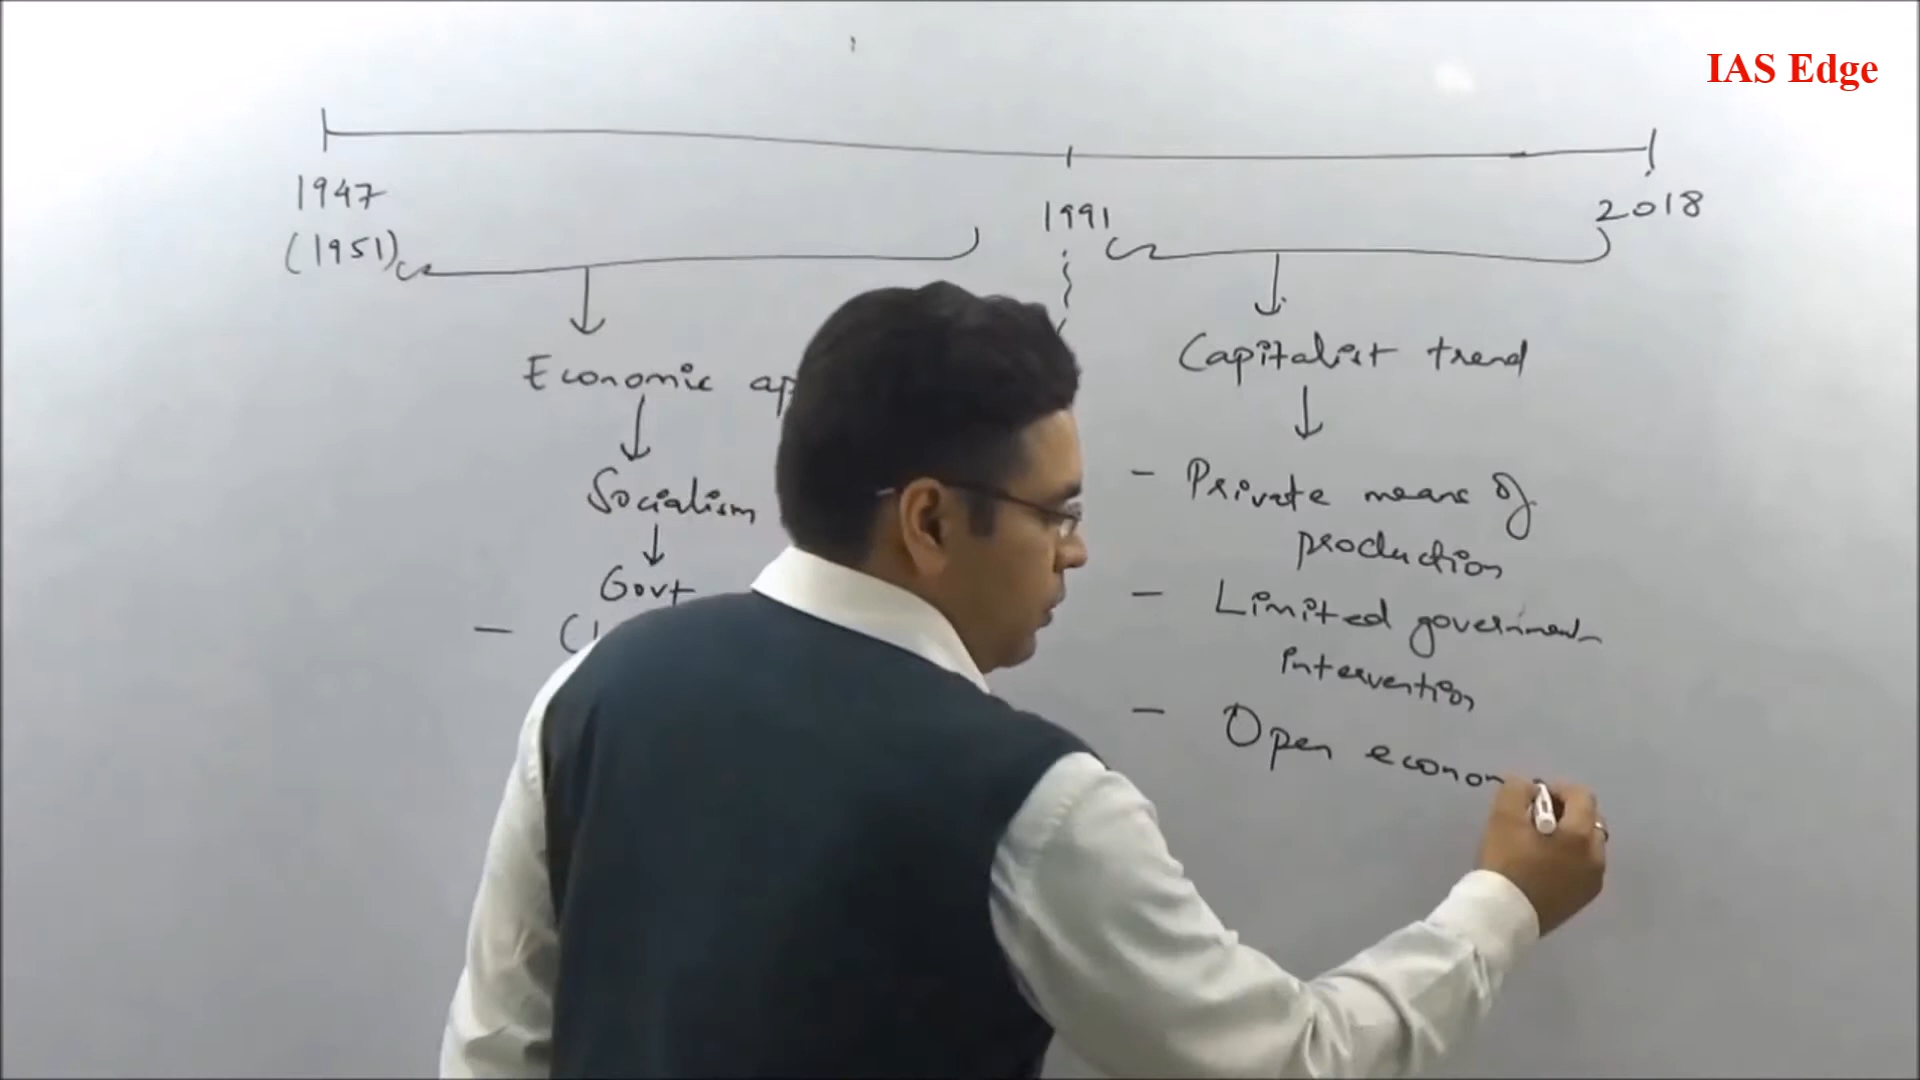 IAS Edge
1947
(1951)
1991
2018
Economic
Socialism
Govt
Capitalist trend
- Private means of
production
- Limited government
intervention
- Open econom